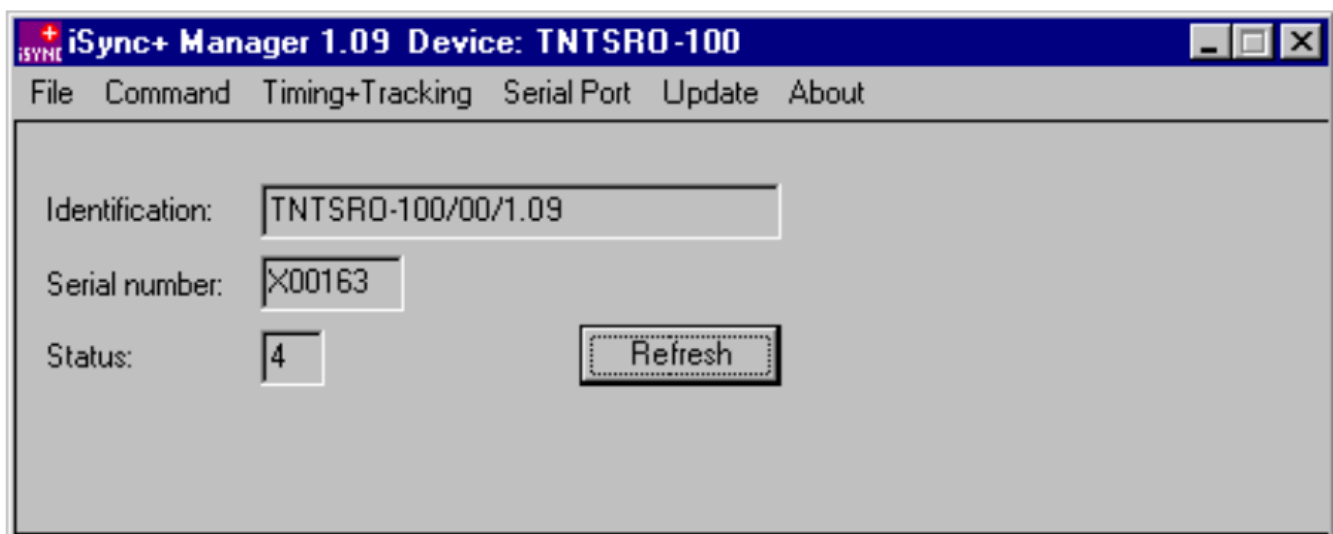 iSYNC iSync+ Manager 1.09 Device: TNTSRO-100
File Command Timing+Tracking Serial Port Update About
Identification: TNTSRO-100/00/1.09
Serial number: X00163
Status: 4 Refresh